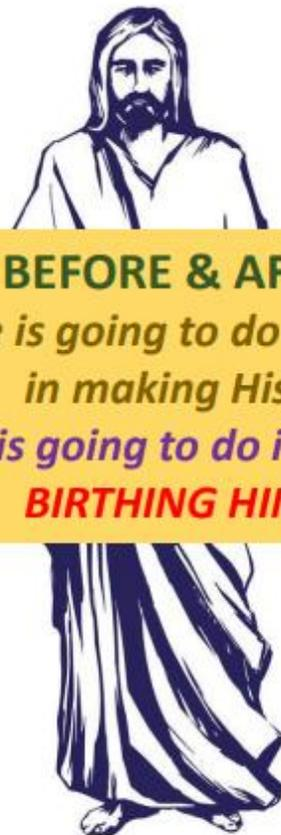 BEFORE & AF
is going to do
in making His
is going to do i
BIRTHING HI